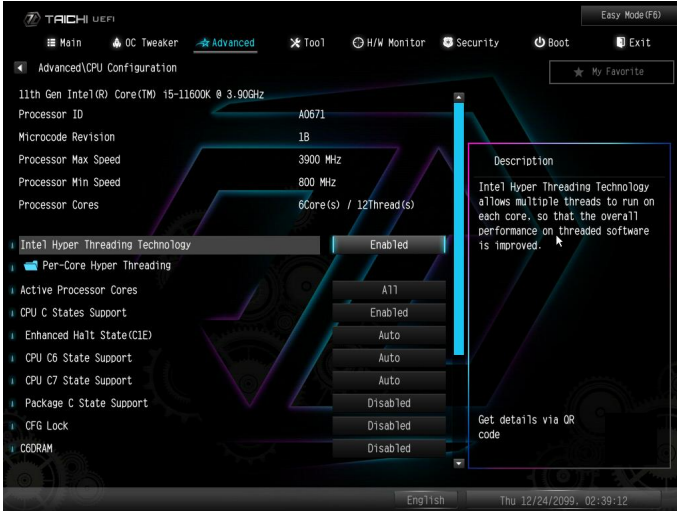 TAICHI UEFI
Easy Mode(F6)
Main OC Tweaker Advanced Tool H/W Monitor Security Boot Exit
Advanced\CPU Configuration
My Favorite
11th Gen Intel(R) Core(TM) i5-11600K @ 3.90GHz
Processor ID A0671
Microcode Revision 1B
Processor Max Speed 3900 MHz
Processor Min Speed 800 MHz
Processor Cores 6Core(s) / 12Thread(s)
Intel Hyper Threading Technology Enabled
Per-Core Hyper Threading
Active Processor Cores All
CPU C States Support Enabled
Enhanced Halt State(C1E) Auto
CPU C6 State Support Auto
CPU C7 State Support Auto
Package C State Support Disabled
CFG Lock Disabled
C6DRAM Disabled
Description
Intel Hyper Threading Technology
allows multiple threads to run on
each core. so that the overall
performance on threaded software
is improved.
Get details via QR
code
English
Thu 12/24/2099. 02:39:12